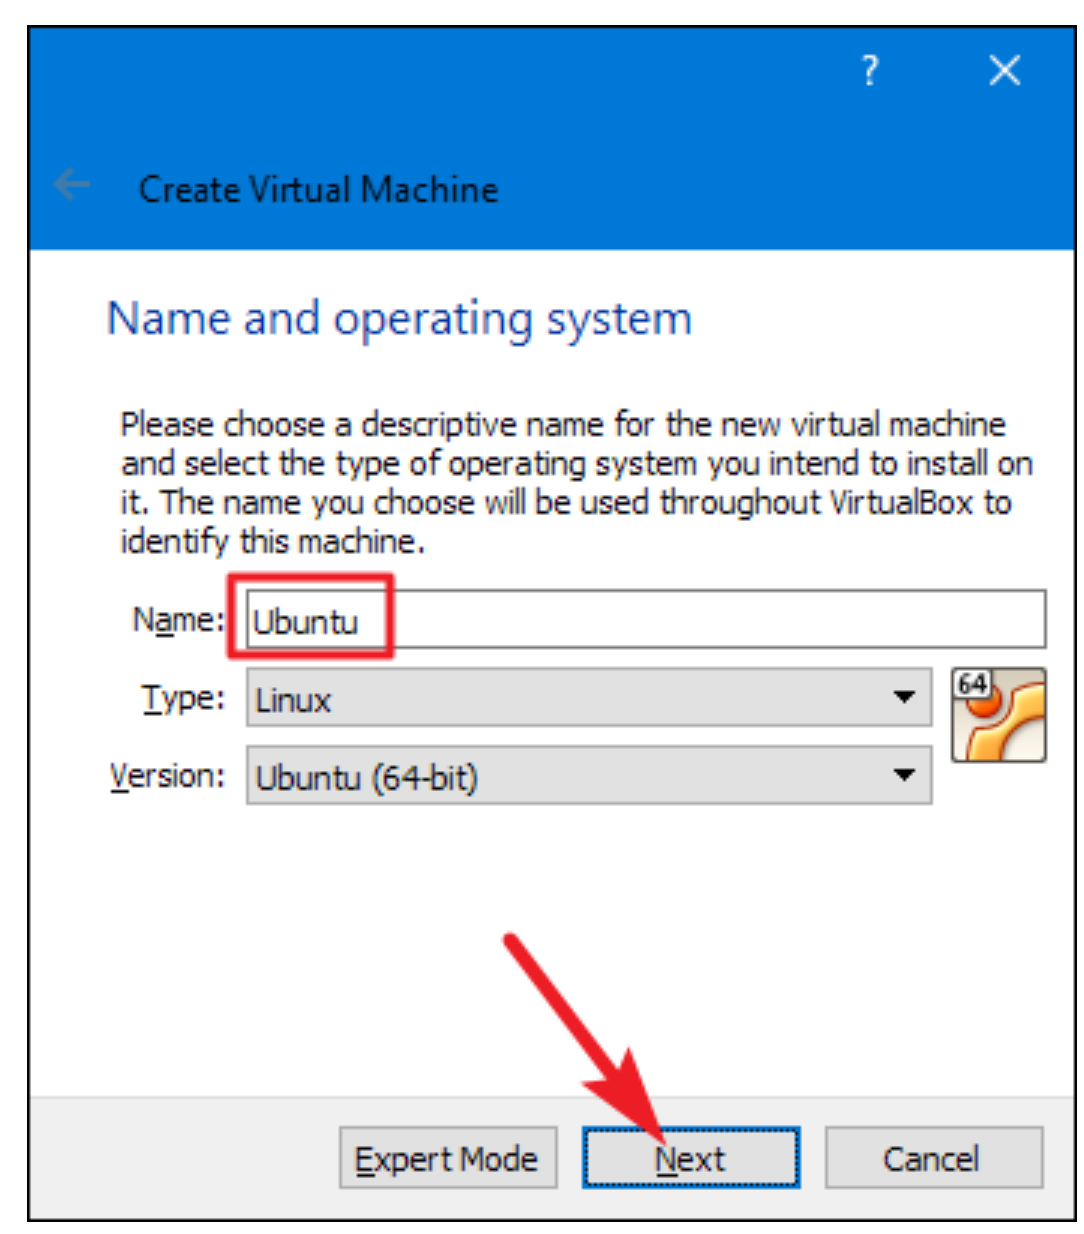 ?
Create Virtual Machine
Name and operating system
Please choose a descriptive name for the new virtual machine
and select the type of operating system you intend to install on
it. The name you choose will be used throughout VirtualBox to
identify this machine.
Name: Ubuntu
Type: Linux
64
Version: Ubuntu (64-bit)
Expert Mode Next Cancel